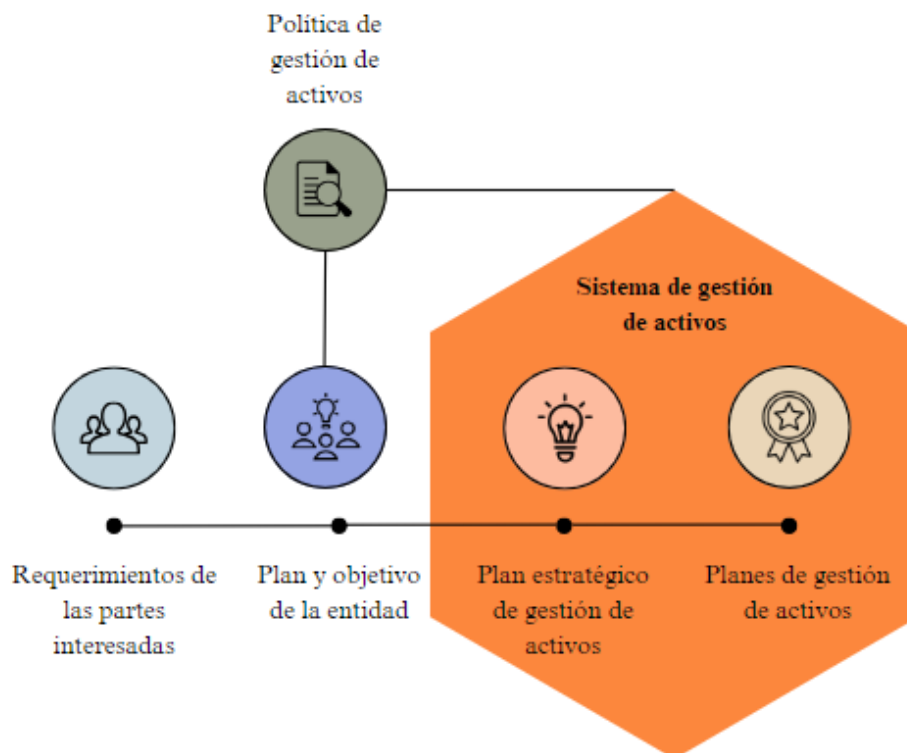 Política de
gestión de
activos
Sistema de gestión
de activos
Requerimientos de
las partes
interesadas
Plan y objetivo
de la entidad
Plan estratégico
de gestión de
activos
Planes de gestión
de activos